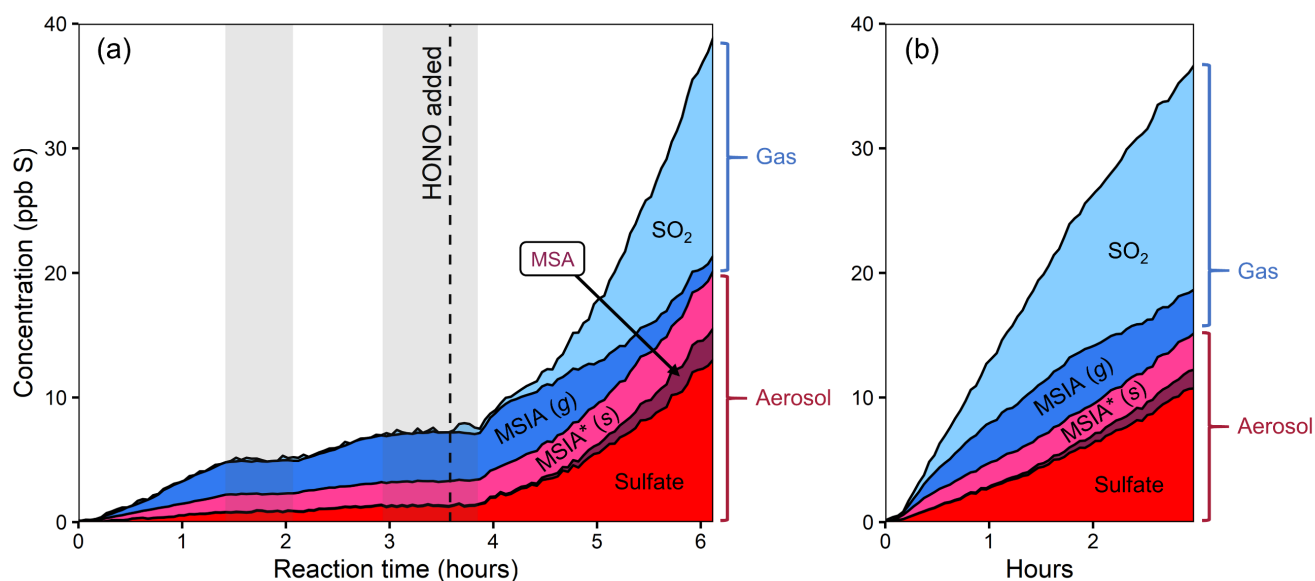 (a)
(b)
Concentration (ppb S)
40
30
20
10
0
HONO added
MSA
SO₂
MSIA (g)
MSIA* (s)
Sulfate
Gas
Aerosol
0 1 2 3 4 5 6
Reaction time (hours)
40
30
20
10
0
SO₂
MSIA (g)
MSIA* (s)
Sulfate
Gas
Aerosol
0 1 2
Hours